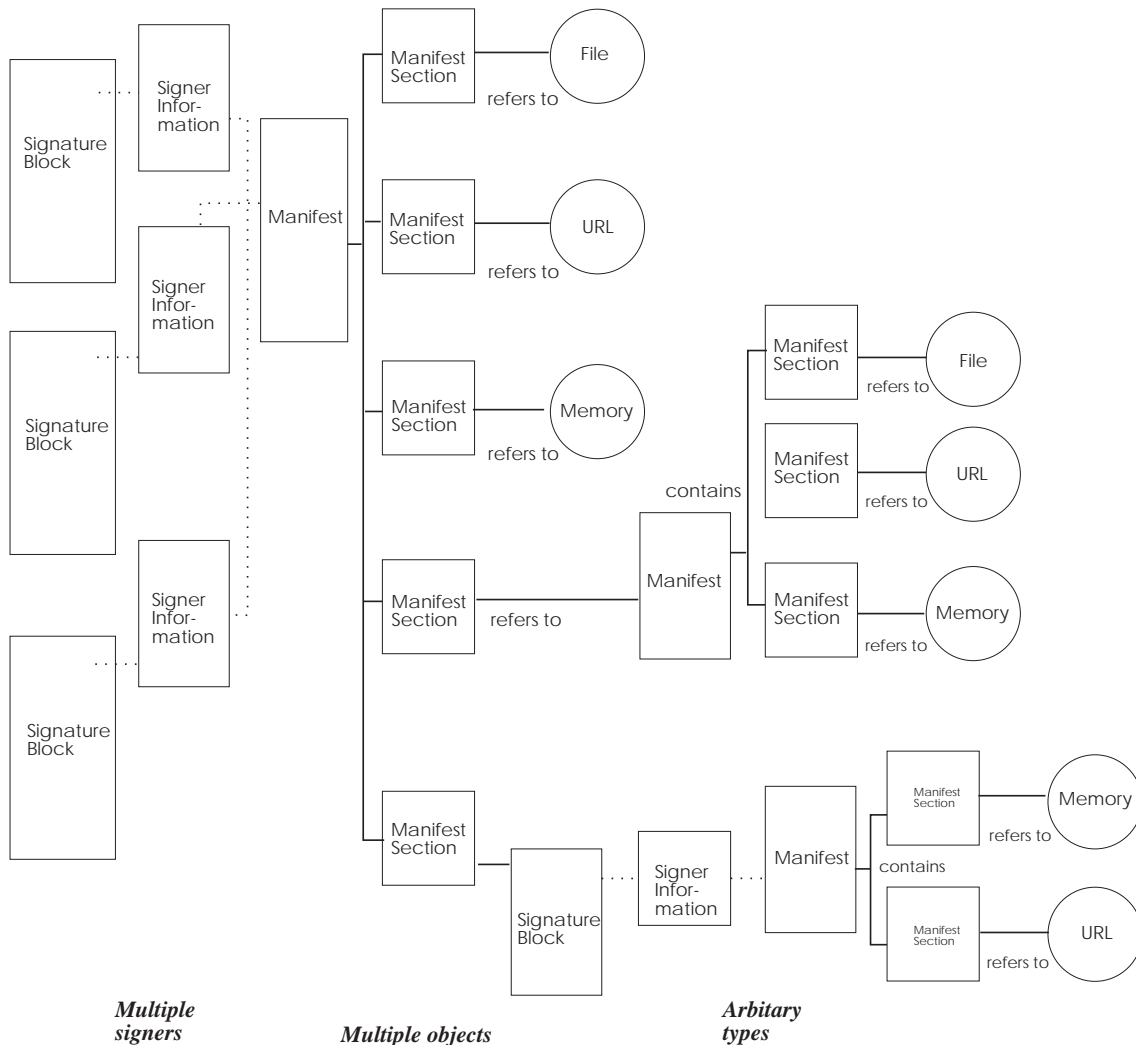 Manifest
Section
File
refers to
Signer
Infor-
mation
Signature
Block
Manifest
Manifest
Section
URL
refers to
Signer
Infor-
mation
Manifest
Section
File
refers to
Manifest
Section
Memory
refers to
Signature
Block
Manifest
Section
URL
refers to
contains
Manifest
Manifest
Section
refers to
Manifest
Section
Memory
refers to
Signer
Infor-
mation
Signature
Block
Manifest
Section
Signature
Block
Signer
Infor-
mation
Manifest
contains
Manifest
Section
Memory
refers to
Manifest
Section
URL
refers to
Multiple
signers
Multiple objects
Arbitary
types